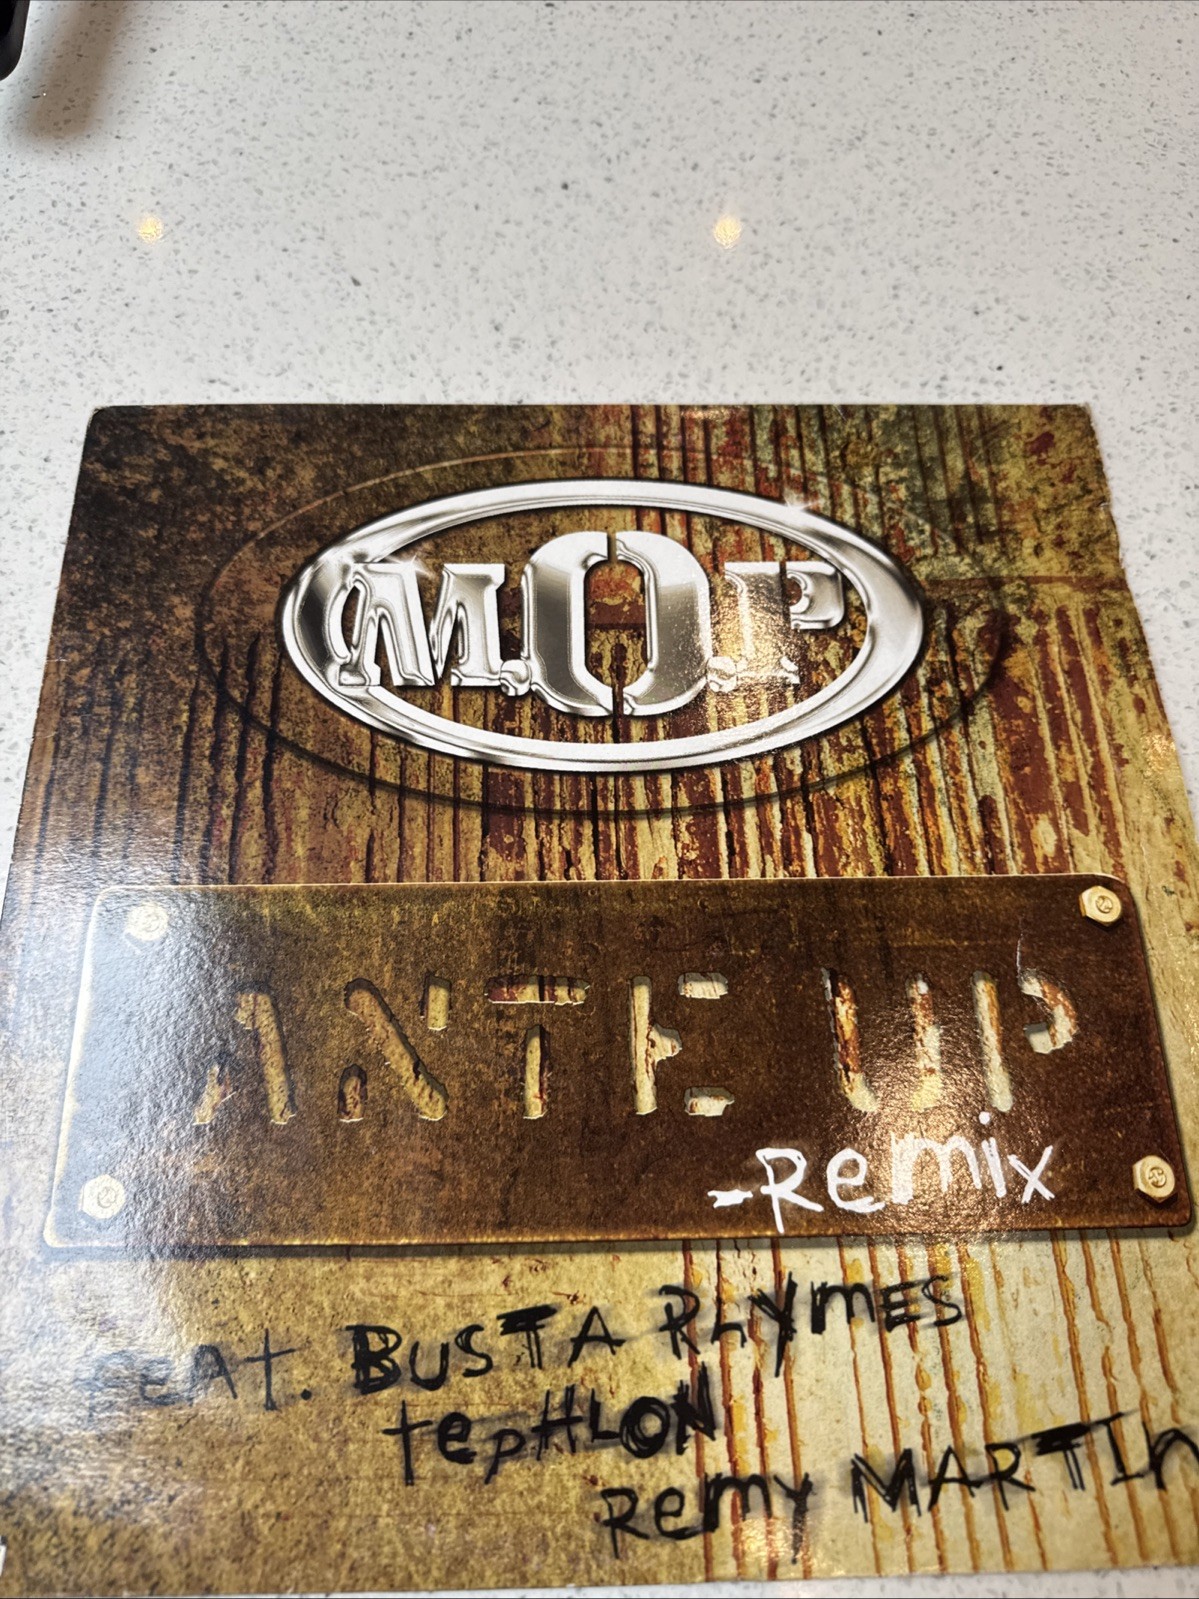 M.O.P
ANTE UP
-Remix
FEAt. BUSTA RHYMES
tepHLON
Remy MARTIn